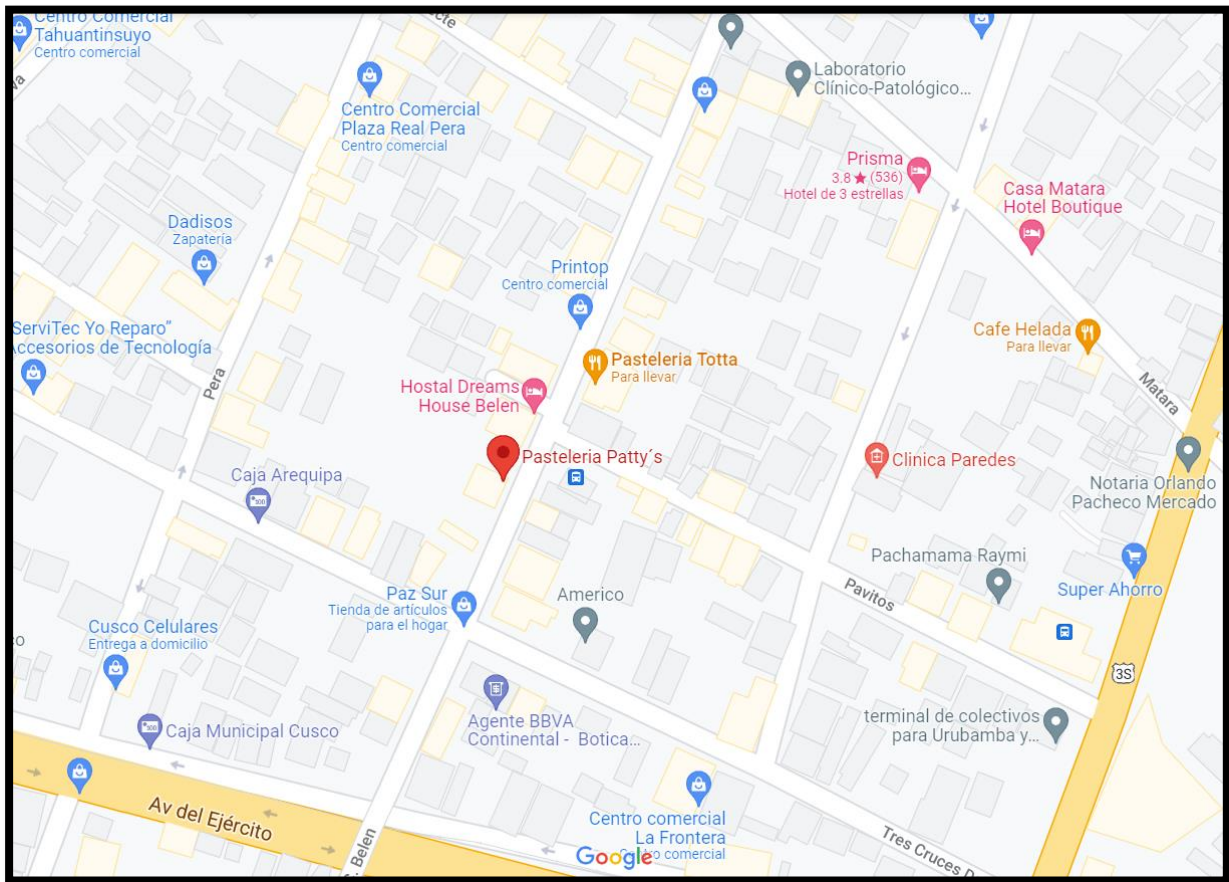 Centro Comercial
Tahuantinsuyo
Centro comercial
Laboratorio
Clínico-Patológico...
Centro Comercial
Plaza Real Pera
Centro comercial
Prisma
3.8 ★ (536)
Hotel de 3 estrellas
Casa Matara
Hotel Boutique
Dadisos
Zapatería
Printop
Centro comercial
ServiTec Yo Reparo"
Accesorios de Tecnología
Cafe Helada
Para llevar
Pasteleria Totta
Para llevar
Pera
Hostal Dreams
House Belen
Matara
Pasteleria Patty´s
Clinica Paredes
Caja Arequipa
Notaria Orlando
Pacheco Mercado
Pachamama Raymi
Super Ahorro
Pavitos
Paz Sur
Tienda de artículos
para el hogar
Americo
Cusco Celulares
Entrega a domicilio
3S
Agente BBVA
Continental - Botica...
terminal de colectivos
para Urubamba y...
Caja Municipal Cusco
Av del Ejército
Centro comercial
La Frontera
Centro comercial
Belen
Tres Cruces D
Google